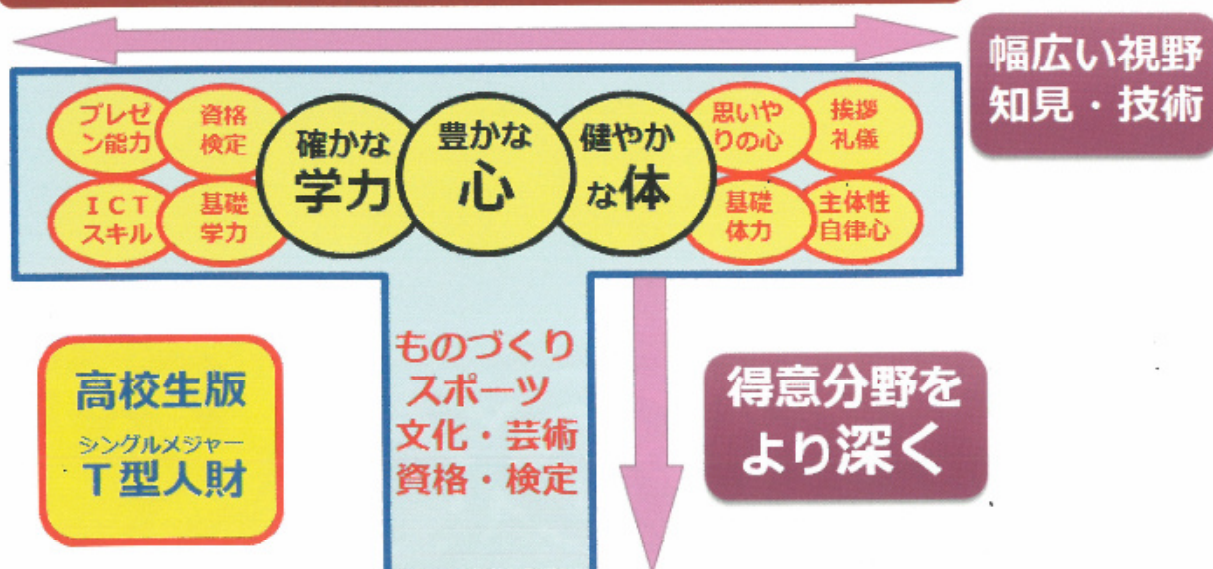 幅広い視野
知見・技術
プレゼ
ン能力
資格
検定
ICT
スキル
基礎
学力
確かな
学力
豊かな
心
健やか
な体
思いや
りの心
挨拶
礼儀
基礎
体力
主体性
自律心
ものづくり
スポーツ
文化・芸術
資格・検定
得意分野を
より深く
高校生版
シングルメジャー
T型人財